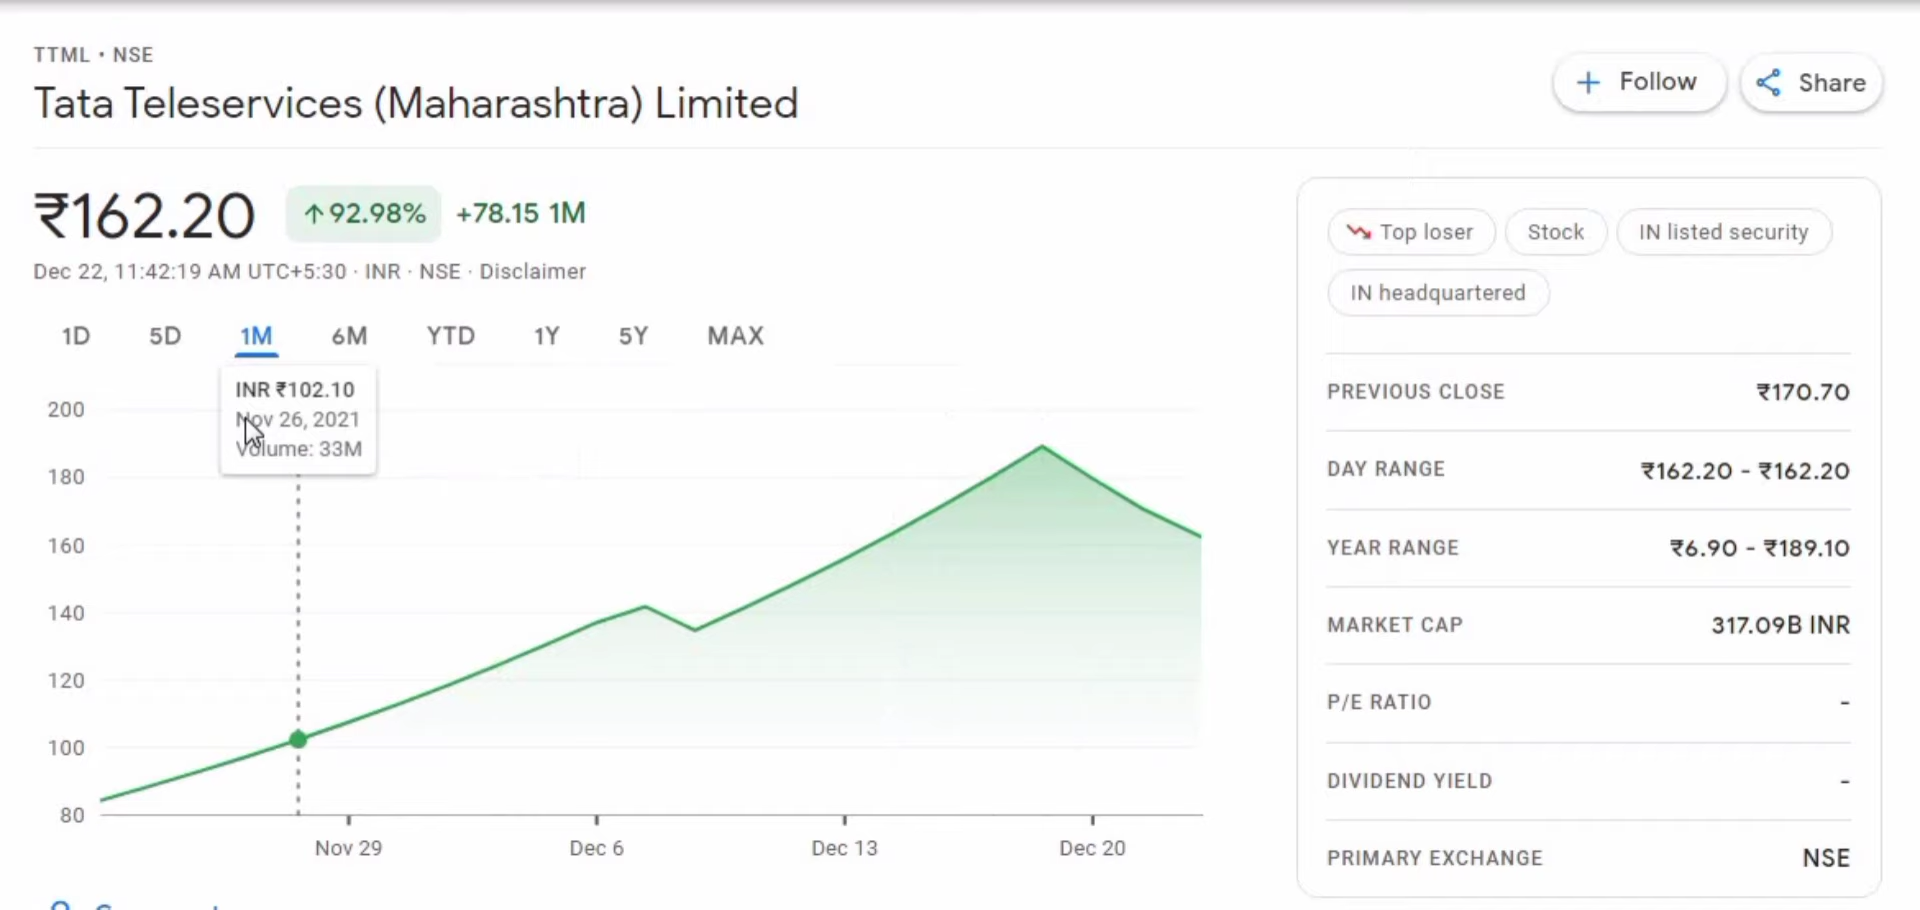 TTML • NSE
Tata Teleservices (Maharashtra) Limited
Follow
Share
₹162.20
↑92.98%
+78.15 1M
Dec 22, 11:42:19 AM UTC+5:30 · INR · NSE · Disclaimer
1D 5D 1M 6M YTD 1Y 5Y MAX
INR ₹102.10
Nov 26, 2021
Volume: 33M
200
180
160
140
120
100
80
Nov 29 Dec 6 Dec 13 Dec 20
Top loser
Stock
IN listed security
IN headquartered
PREVIOUS CLOSE ₹170.70
DAY RANGE ₹162.20 - ₹162.20
YEAR RANGE ₹6.90 - ₹189.10
MARKET CAP 317.09B INR
P/E RATIO -
DIVIDEND YIELD -
PRIMARY EXCHANGE NSE